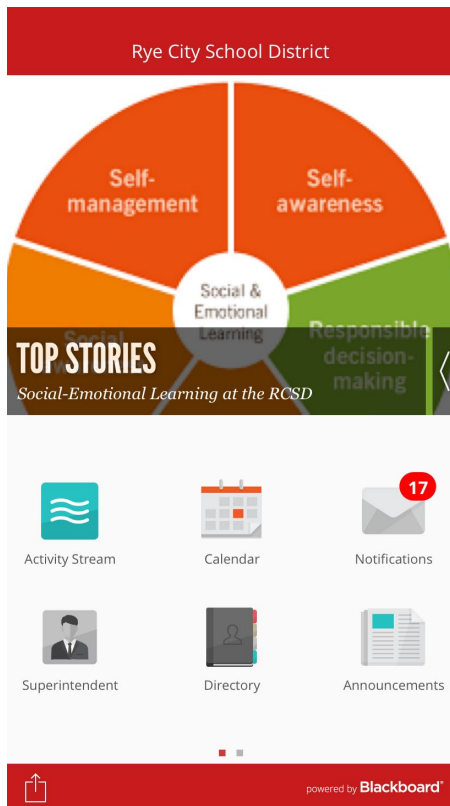 Rye City School District
Self-
management
Self-
awareness
Social &
Emotional
Learning
Social
Responsible
decision-
making
TOP STORIES
Social-Emotional Learning at the RCSD
17
Activity Stream
Calendar
Notifications
Superintendent
Directory
Announcements
powered by Blackboard